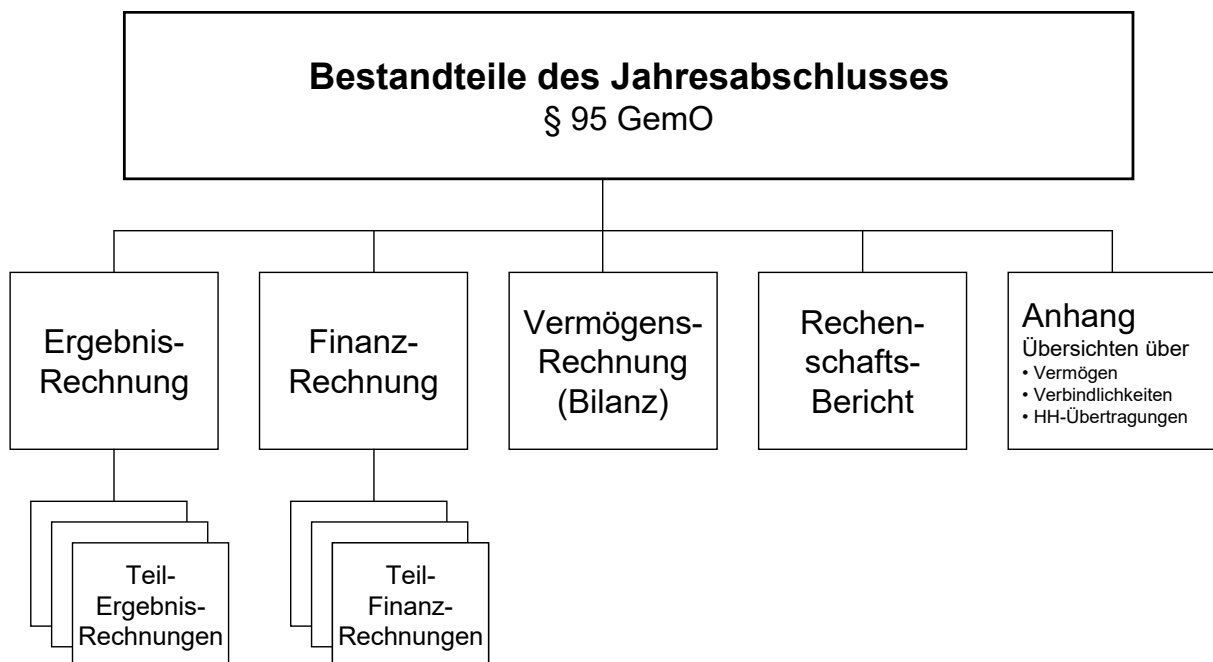 Bestandteile des Jahresabschlusses
§ 95 GemO
Ergebnis-
Rechnung
Finanz-
Rechnung
Vermögens-
Rechnung
(Bilanz)
Rechen-
schafts-
Bericht
Anhang
Übersichten über
• Vermögen
• Verbindlichkeiten
• HH-Übertragungen
Teil-
Ergebnis-
Rechnungen
Teil-
Finanz-
Rechnungen